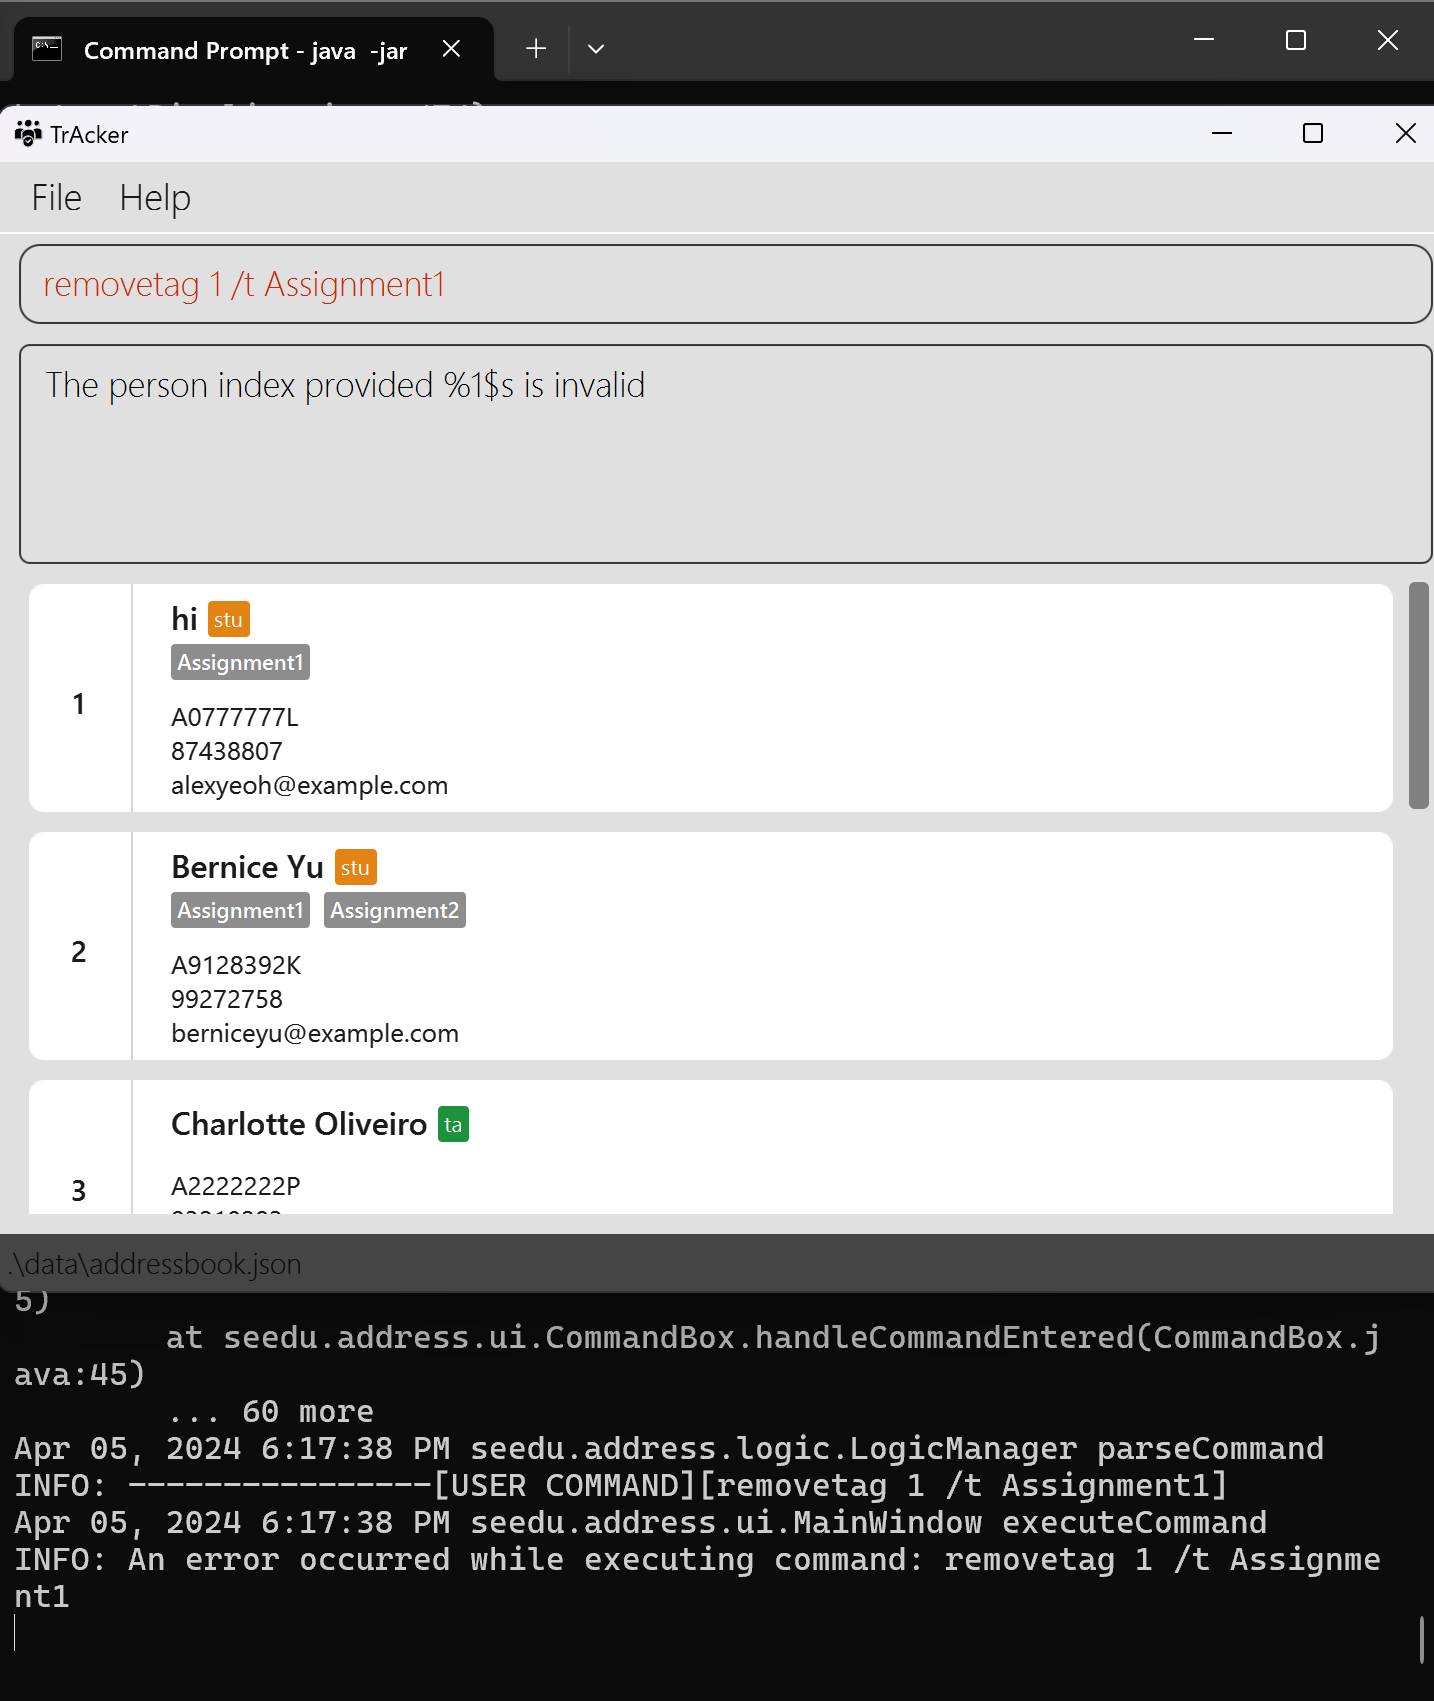 Command Prompt - java  -jar
TrAcker
File Help
removetag 1 /t Assignment1
The person index provided %1$s is invalid
hi stu
Assignment1
1
A0777777L
87438807
alexyeoh@example.com
Bernice Yu stu
Assignment1 Assignment2
2
A9128392K
99272758
berniceyu@example.com
Charlotte Oliveiro ta
3
A2222222P
.\data\addressbook.json
5)
at seedu.address.ui.CommandBox.handleCommandEntered(CommandBox.j
ava:45)
... 60 more
Apr 05, 2024 6:17:38 PM seedu.address.logic.LogicManager parseCommand
INFO: ----------------[USER COMMAND][removetag 1 /t Assignment1]
Apr 05, 2024 6:17:38 PM seedu.address.ui.MainWindow executeCommand
INFO: An error occurred while executing command: removetag 1 /t Assignme
nt1